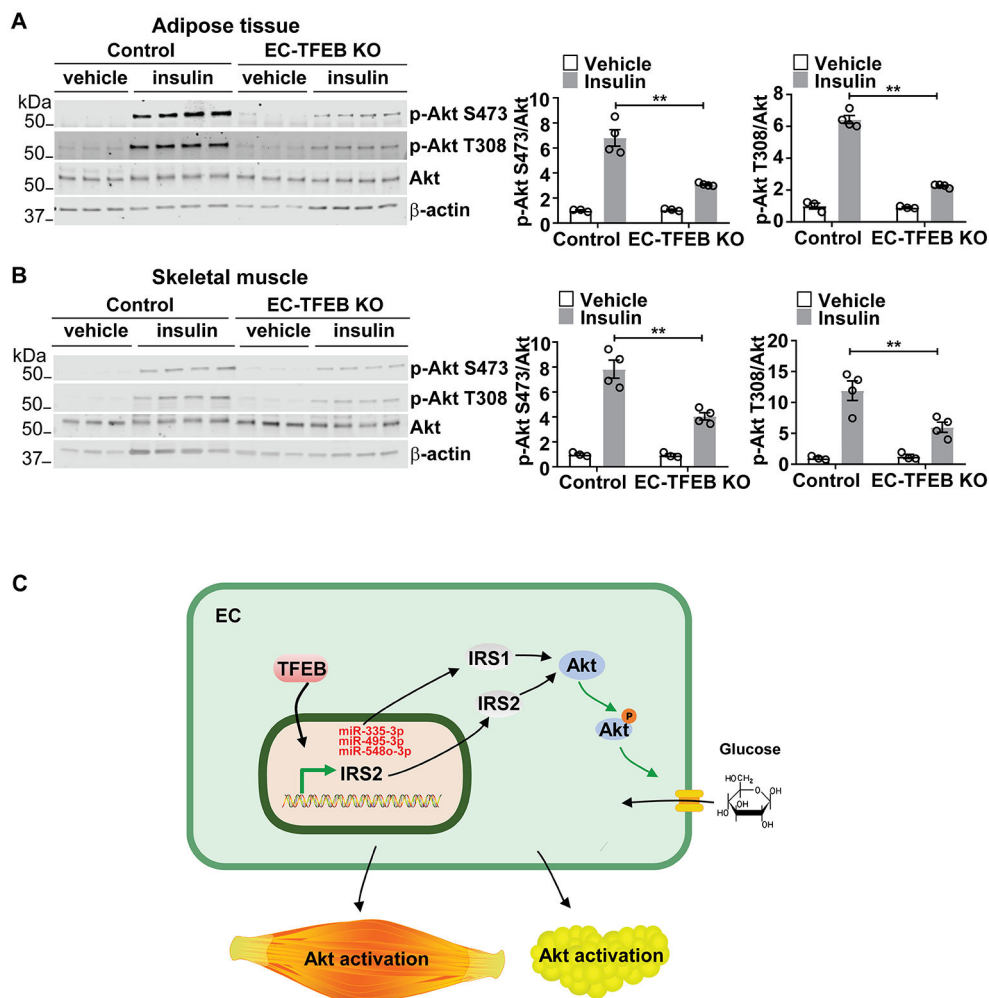 A
Adipose tissue
Control EC-TFEB KO
vehicle insulin vehicle insulin
kDa
50
p-Akt S473
50
p-Akt T308
50
Akt
37
β-actin
Vehicle
Insulin
p-Akt S473/Akt
10
8
6
4
2
0
**
Control EC-TFEB KO
Vehicle
Insulin
p-Akt T308/Akt
8
6
4
2
0
**
Control EC-TFEB KO
B
Skeletal muscle
Control EC-TFEB KO
vehicle insulin vehicle insulin
kDa
50
p-Akt S473
50
p-Akt T308
50
Akt
37
β-actin
Vehicle
Insulin
p-Akt S473/Akt
10
8
6
4
2
0
**
Control EC-TFEB KO
Vehicle
Insulin
p-Akt T308/Akt
20
15
10
5
0
**
Control EC-TFEB KO
C
EC
TFEB
miR-335-3p
miR-495-3p
miR-548o-3p
IRS2
IRS1
IRS2
Akt
P
Akt
Glucose
HOCH2
O
OH
OH
HO
OH
OH
Akt activation
Akt activation